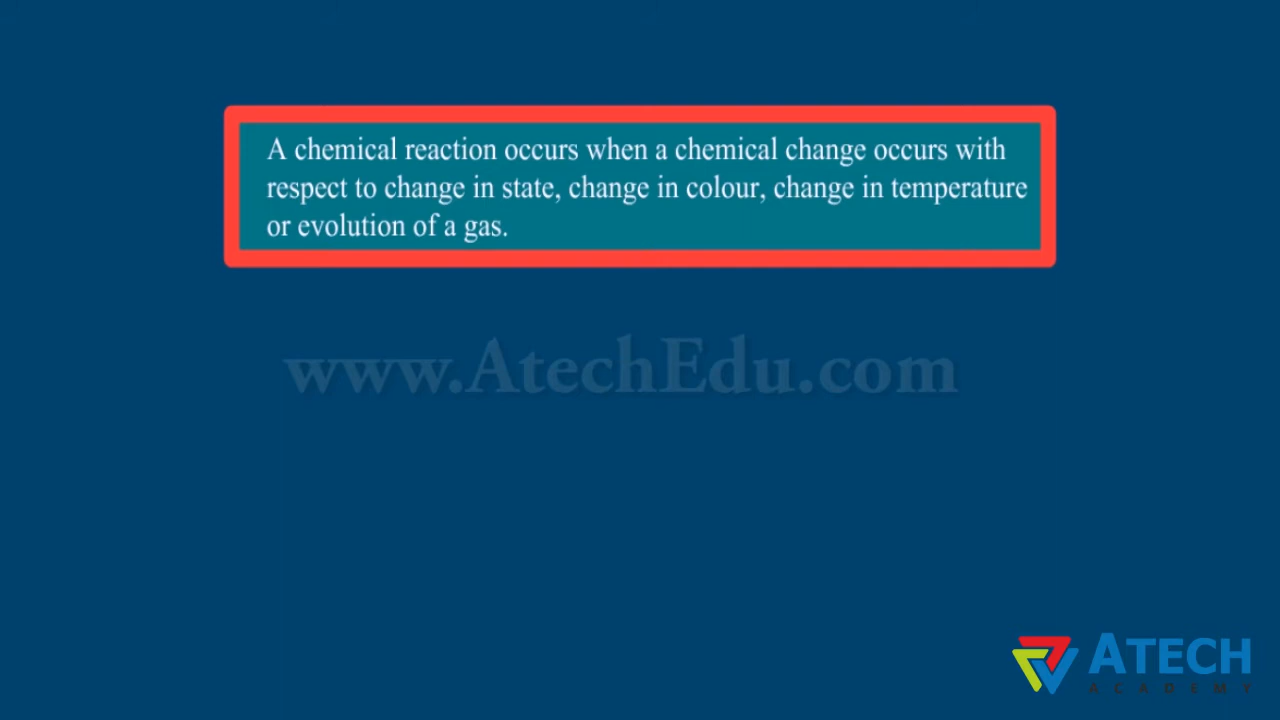 A chemical reaction occurs when a chemical change occurs with
respect to change in state, change in colour, change in temperature
or evolution of a gas.
www.AtechEdu.com
ATECH
ACADEMY